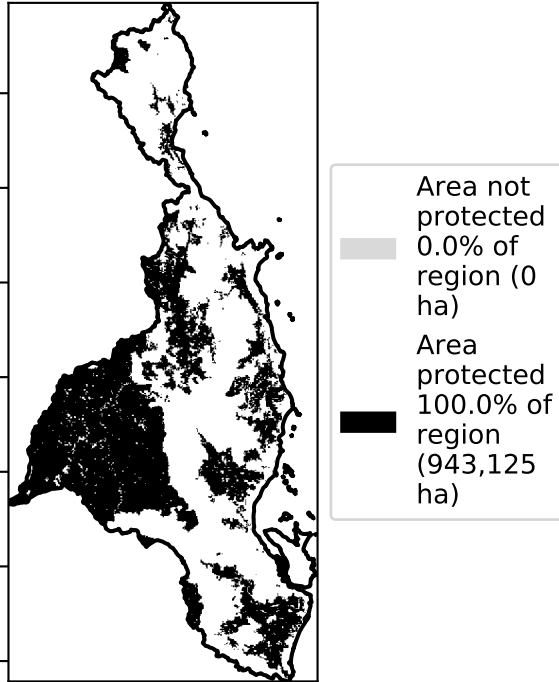 Area not
protected
0.0% of
region (0
ha)
Area
protected
100.0% of
region
(943,125
ha)